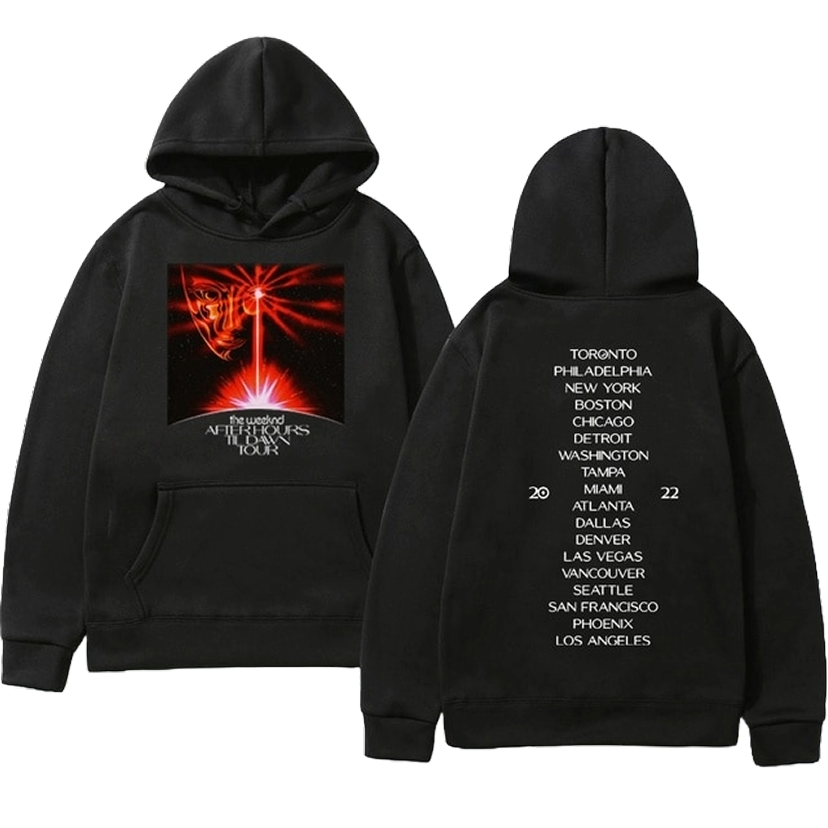 the weeknd
AFTER HOURS
TIL DAWN
TOUR
TORONTO
PHILADELPHIA
NEW YORK
BOSTON
CHICAGO
DETROIT
WASHINGTON
TAMPA
20 MIAMI 22
ATLANTA
DALLAS
DENVER
LAS VEGAS
VANCOUVER
SEATTLE
SAN FRANCISCO
PHOENIX
LOS ANGELES